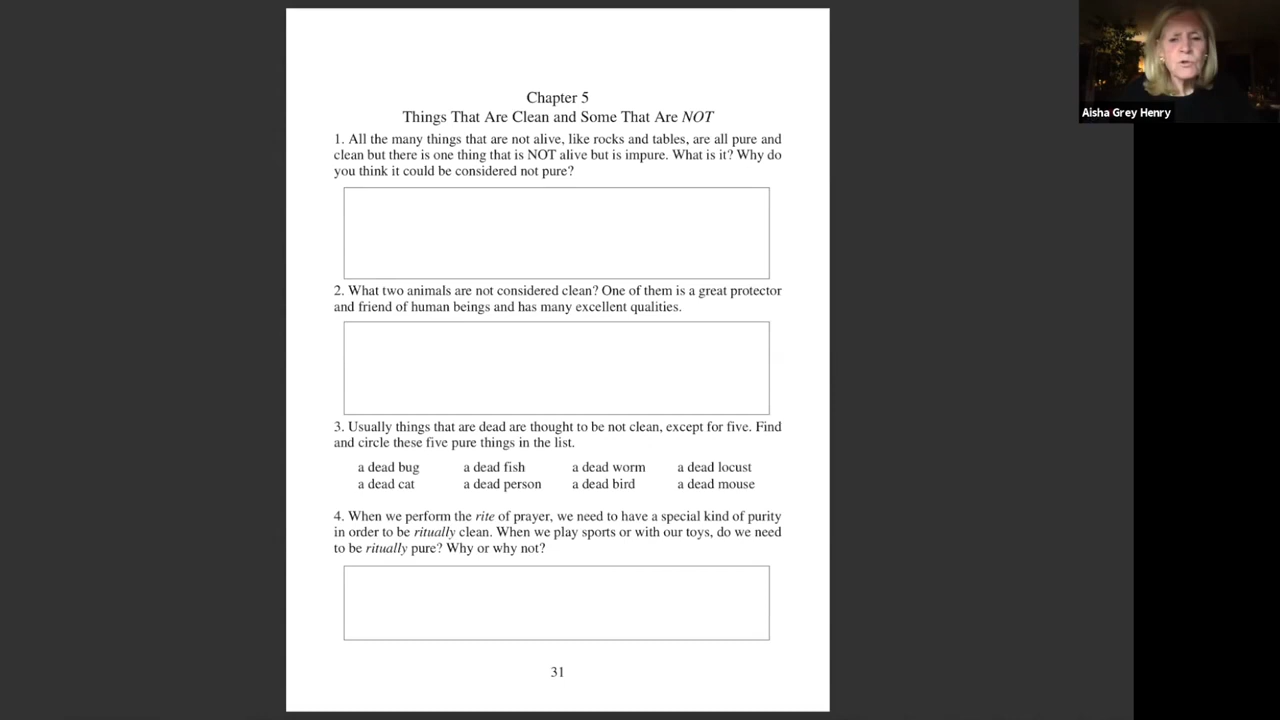 Chapter 5
Things That Are Clean and Some That Are NOT
1. All the many things that are not alive, like rocks and tables, are all pure and
clean but there is one thing that is NOT alive but is impure. What is it? Why do
you think it could be considered not pure?
2. What two animals are not considered clean? One of them is a great protector
and friend of human beings and has many excellent qualities.
3. Usually things that are dead are thought to be not clean, except for five. Find
and circle these five pure things in the list.
a dead bug a dead fish a dead worm a dead locust
a dead cat a dead person a dead bird a dead mouse
4. When we perform the rite of prayer, we need to have a special kind of purity
in order to be ritually clean. When we play sports or with our toys, do we need
to be ritually pure? Why or why not?
31
Aisha Grey Henry